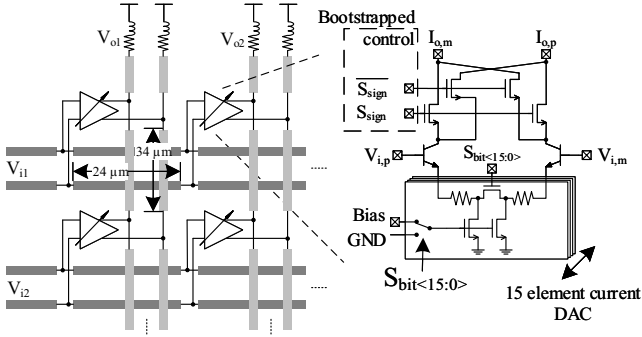 Bootstrapped
control
V_o1
V_o2
I_o,m
I_o,p
S_sign
S_sign
34 μm
24 μm
V_i1
V_i,p
S_bit<15:0>
V_i,m
Bias
GND
V_i2
S_bit<15:0>
15 element current
DAC